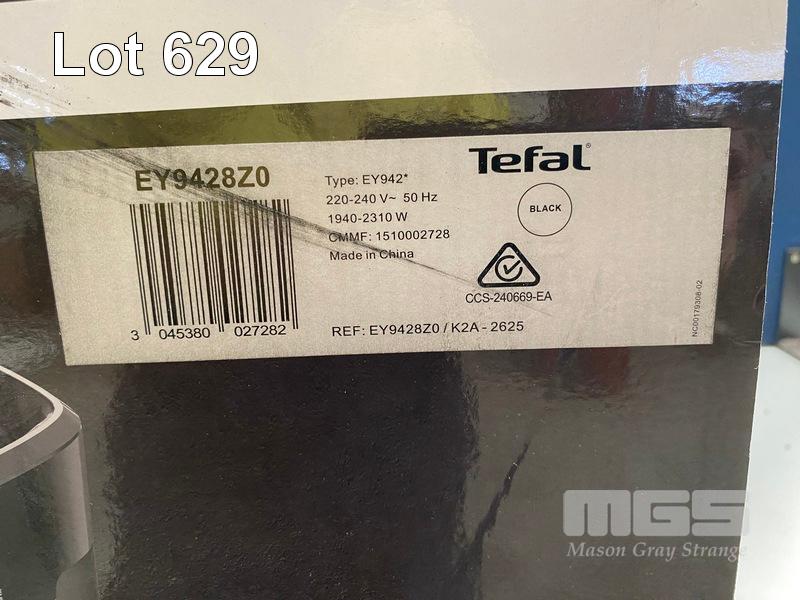 Lot 629
EY9428Z0
3 045380 027282
Type: EY942*
220-240 V~ 50 Hz
1940-2310 W
CMMF: 1510002728
Made in China
REF: EY9428Z0 / K2A - 2625
Tefal®
BLACK
CCS-240669-EA
NC00179308-02
MGS
Mason Gray Strange